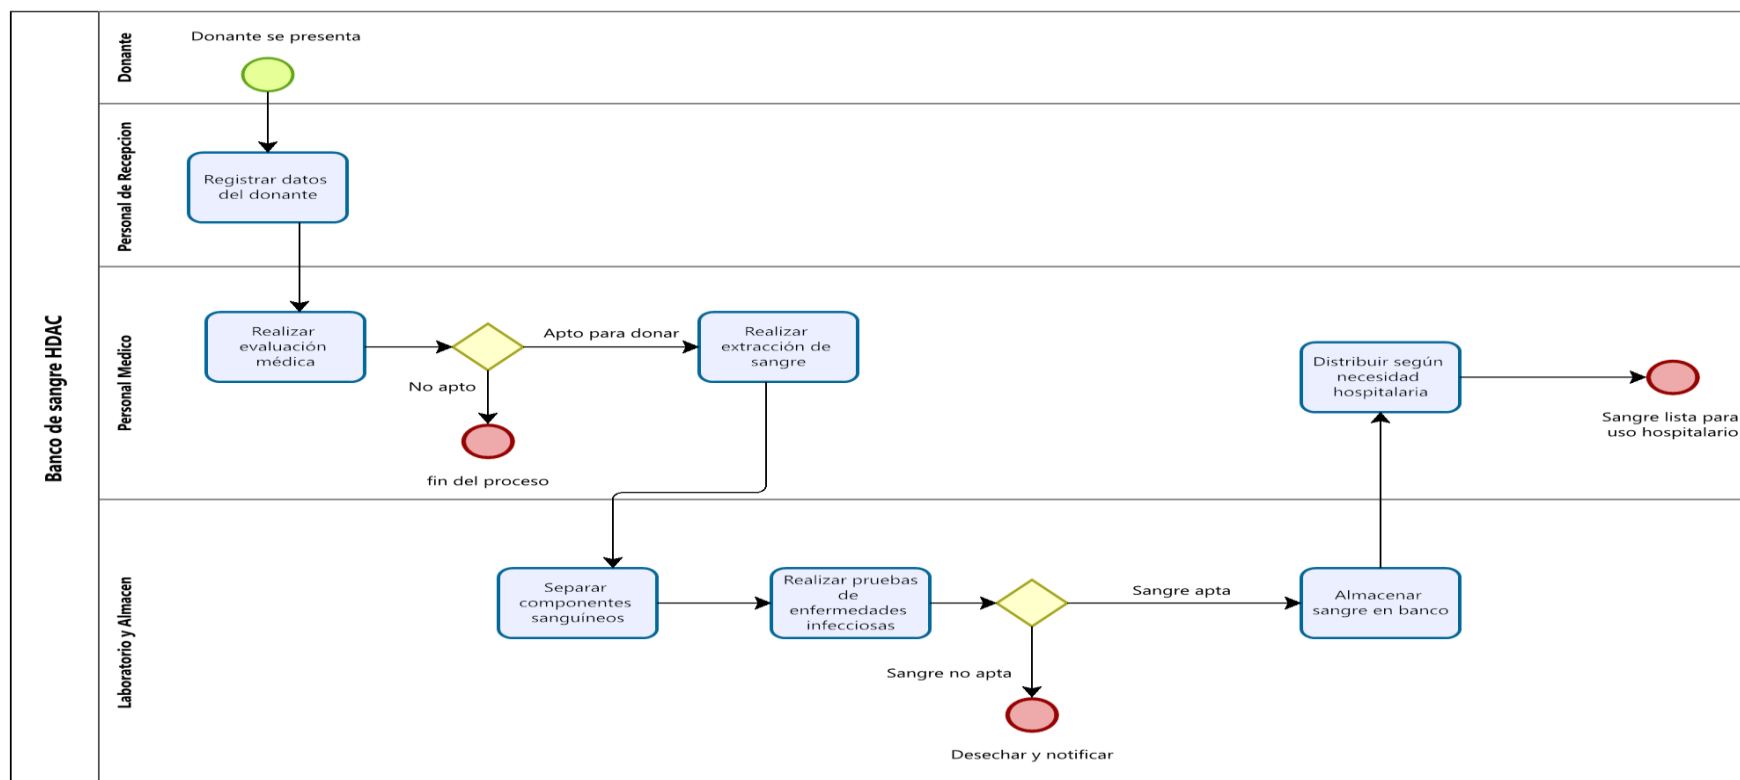 Banco de sangre HDAC
Donante
Donante se presenta
Personal de Recepcion
Registrar datos
del donante
Personal Medico
Realizar
evaluación
médica
Apto para donar
No apto
fin del proceso
Realizar
extracción de
sangre
Distribuir según
necesidad
hospitalaria
Sangre lista para
uso hospitalario
Laboratorio y Almacen
Separar
componentes
sanguíneos
Realizar pruebas
de
enfermedades
infecciosas
Sangre apta
Sangre no apta
Desechar y notificar
Almacenar
sangre en banco